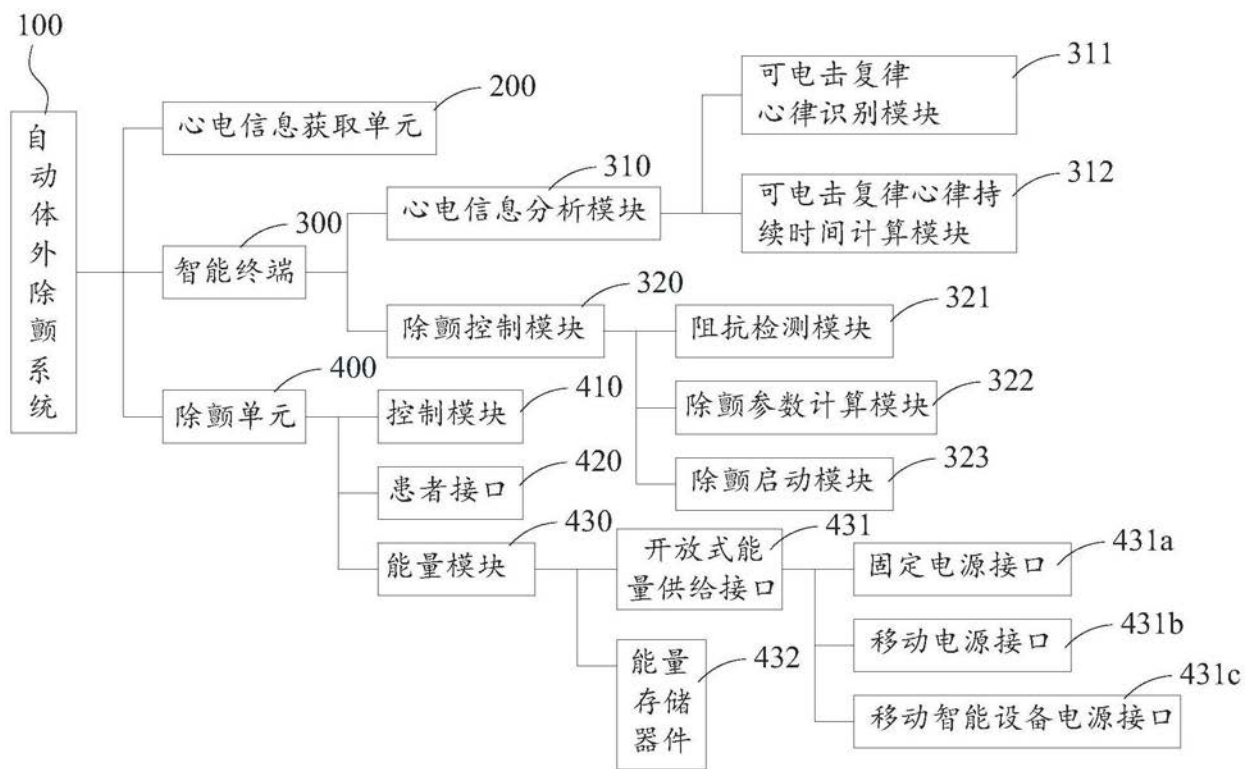 100
自动体外除颤系统
200
心电信息获取单元
300
智能终端
310
心电信息分析模块
311
可电击复律
心律识别模块
312
可电击复律心律持
续时间计算模块
320
除颤控制模块
321
阻抗检测模块
322
除颤参数计算模块
323
除颤启动模块
400
除颤单元
410
控制模块
420
患者接口
430
能量模块
431
开放式能
量供给接口
431a
固定电源接口
431b
移动电源接口
431c
移动智能设备电源接口
432
能量
存储
器件